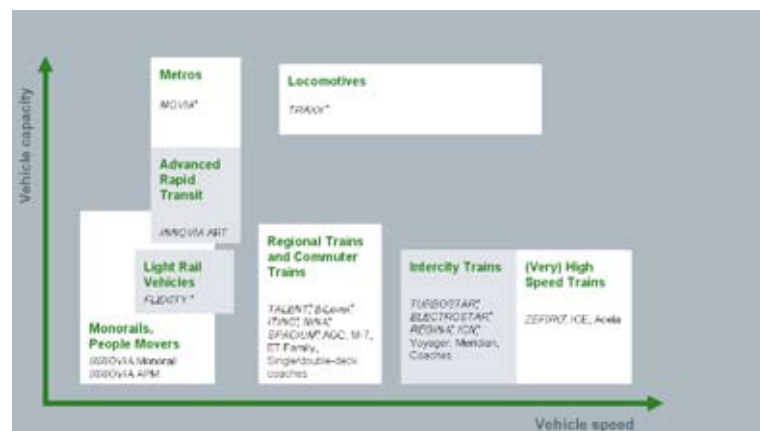 Vehicle capacity
Metros
MOVIA*
Locomotives
TRAXX*
Advanced
Rapid
Transit
INNOVIA ART
Light Rail
Vehicles
FLEXITY *
Monorails,
People Movers
INNOVIA Monorail
INNOVIA APM
Regional Trains
and Commuter
Trains
TALENT*, BiLevel*
ITINO*, NINA*,
SPACIUM*, AGC, M-7,
ET Family,
Single/double-deck
coaches
Intercity Trains
TURBOSTAR*,
ELECTROSTAR*,
REGINA*, ICN*,
Voyager, Meridian,
Coaches
(Very) High
Speed Trains
ZEFIRO*, ICE, Acela
Vehicle speed